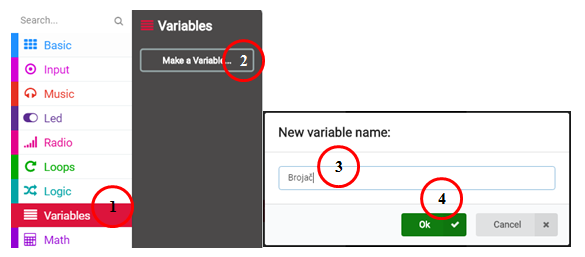 Search...
Basic
Input
Music
Led
Radio
Loops
Logic
Variables
Math
1
Variables
Make a Variable...
2
New variable name:
Brojač
3
4
Ok
Cancel